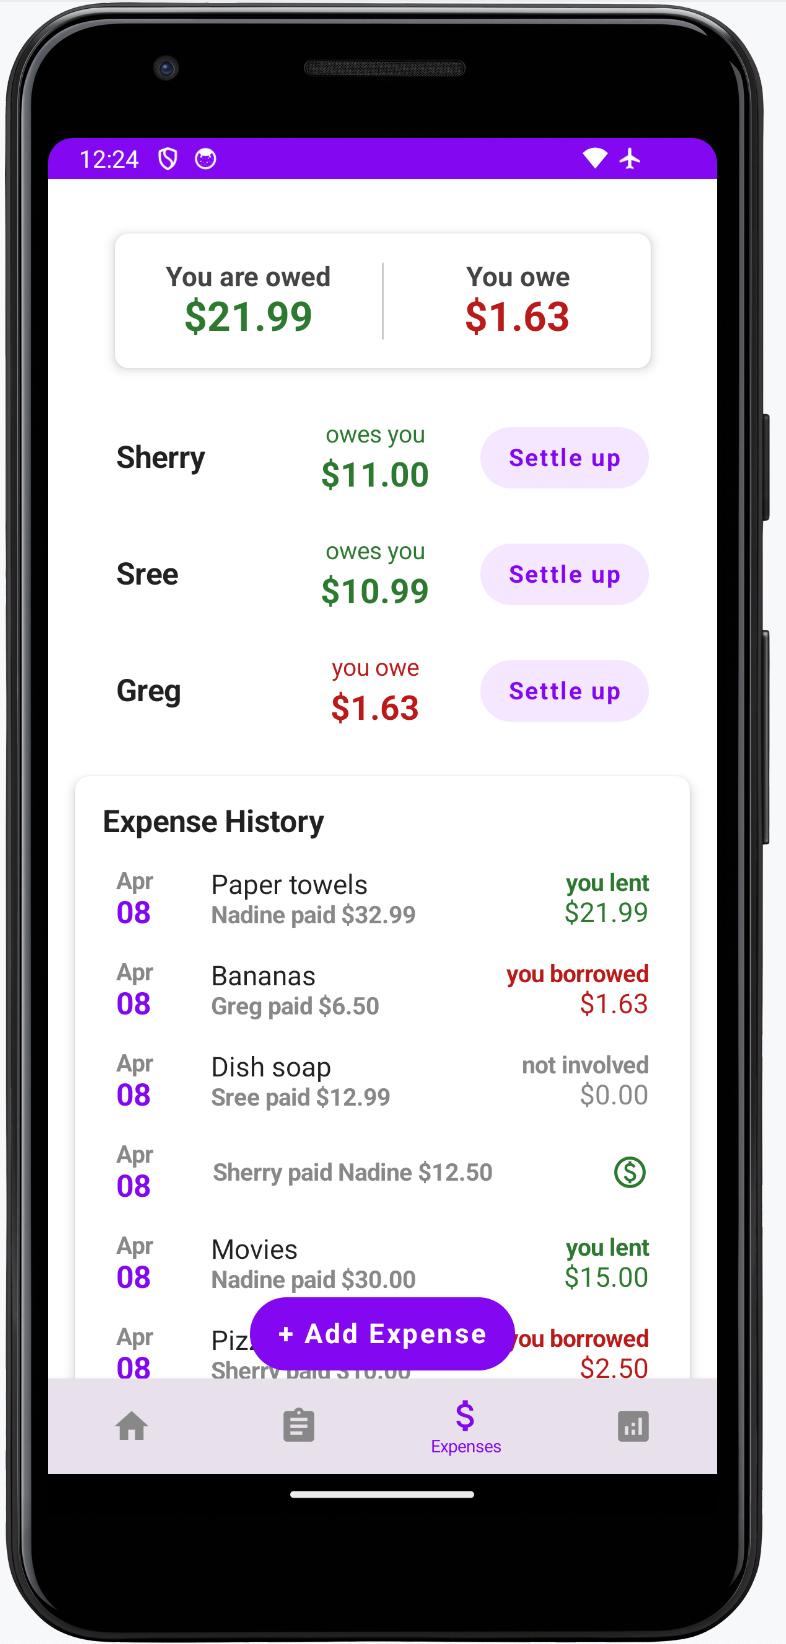 12:24
You are owed
$21.99
You owe
$1.63
Sherry
owes you
$11.00
Settle up
Sree
owes you
$10.99
Settle up
Greg
you owe
$1.63
Settle up
Expense History
Apr
08
Paper towels
Nadine paid $32.99
you lent
$21.99
Apr
08
Bananas
Greg paid $6.50
you borrowed
$1.63
Apr
08
Dish soap
Sree paid $12.99
not involved
$0.00
Apr
08
Sherry paid Nadine $12.50
Apr
08
Movies
Nadine paid $30.00
you lent
$15.00
Apr
08
Sherry paid $10.00
you borrowed
$2.50
+ Add Expense
$
Expenses